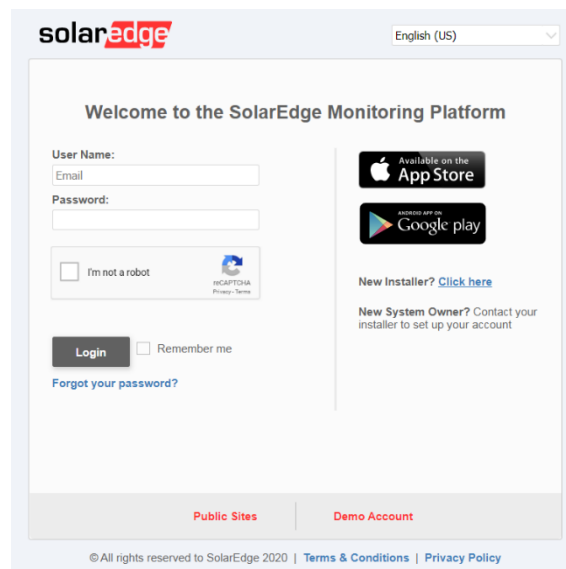 solaredge
English (US)
Welcome to the SolarEdge Monitoring Platform
User Name:
Email
Password:
I'm not a robot
reCAPTCHA
Privacy - Terms
Login
Remember me
Forgot your password?
Available on the
App Store
ANDROID APP ON
Google play
New Installer? Click here
New System Owner? Contact your
installer to set up your account
Public Sites
Demo Account
© All rights reserved to SolarEdge 2020 | Terms & Conditions | Privacy Policy